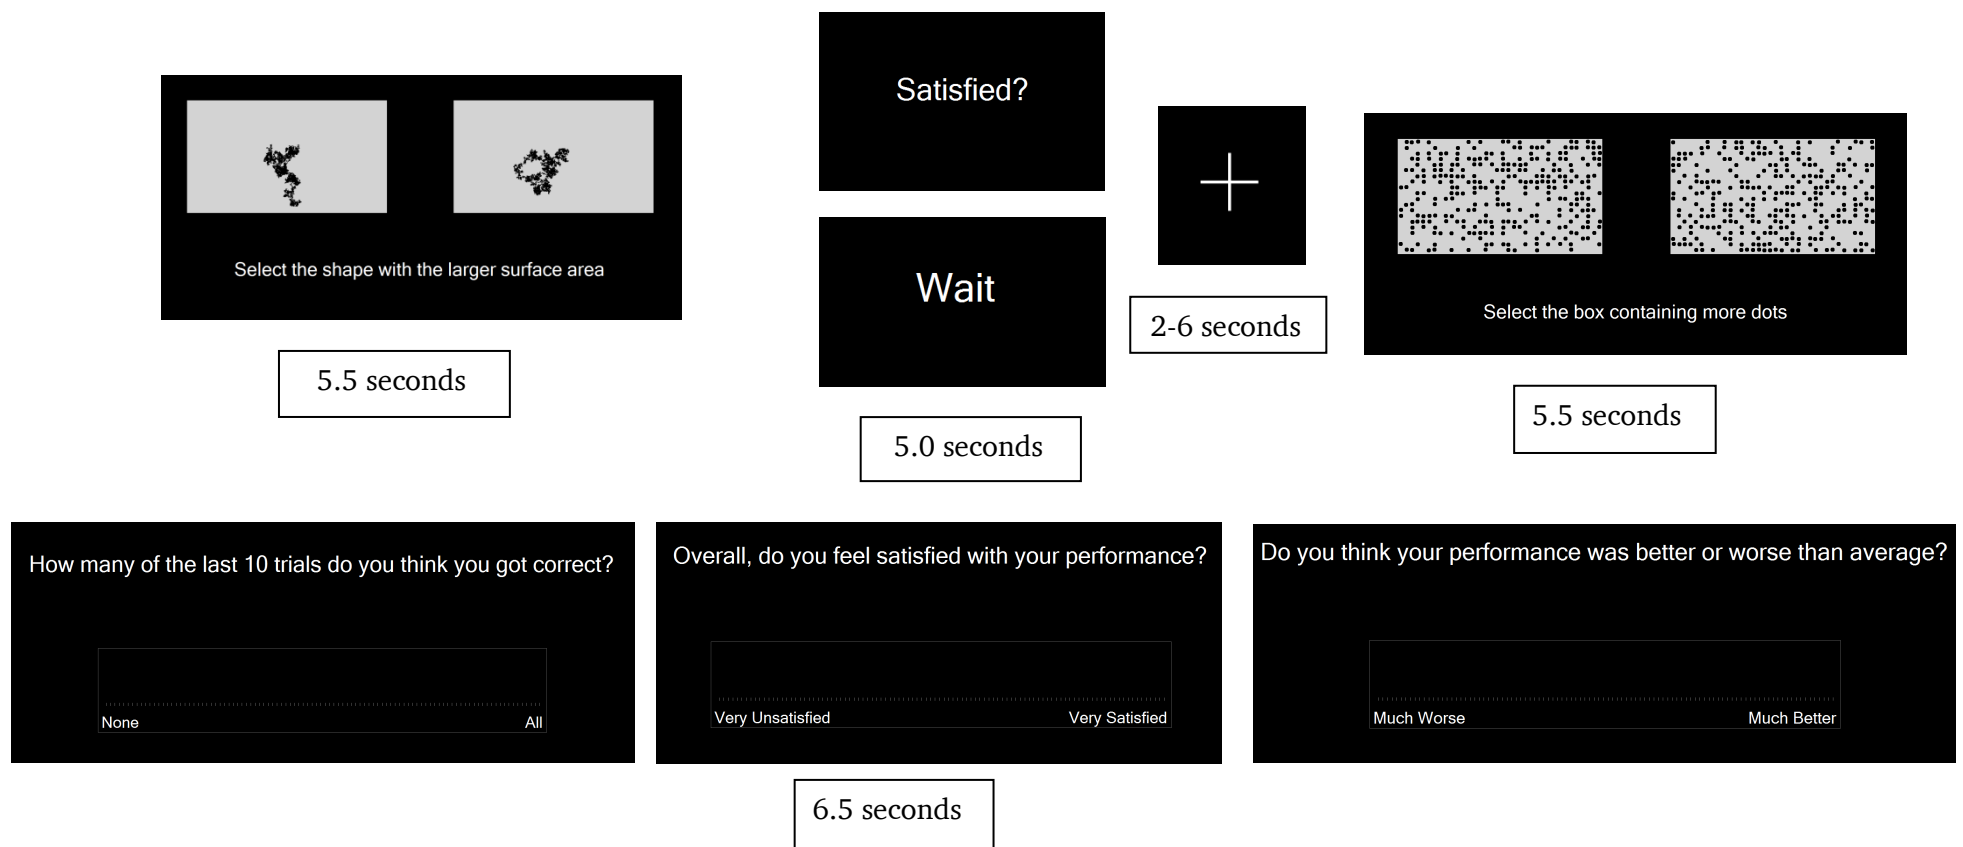 Select the shape with the larger surface area
5.5 seconds
Satisfied?
Wait
5.0 seconds
2-6 seconds
Select the box containing more dots
5.5 seconds
How many of the last 10 trials do you think you got correct?
None All
Overall, do you feel satisfied with your performance?
Very Unsatisfied Very Satisfied
6.5 seconds
Do you think your performance was better or worse than average?
Much Worse Much Better